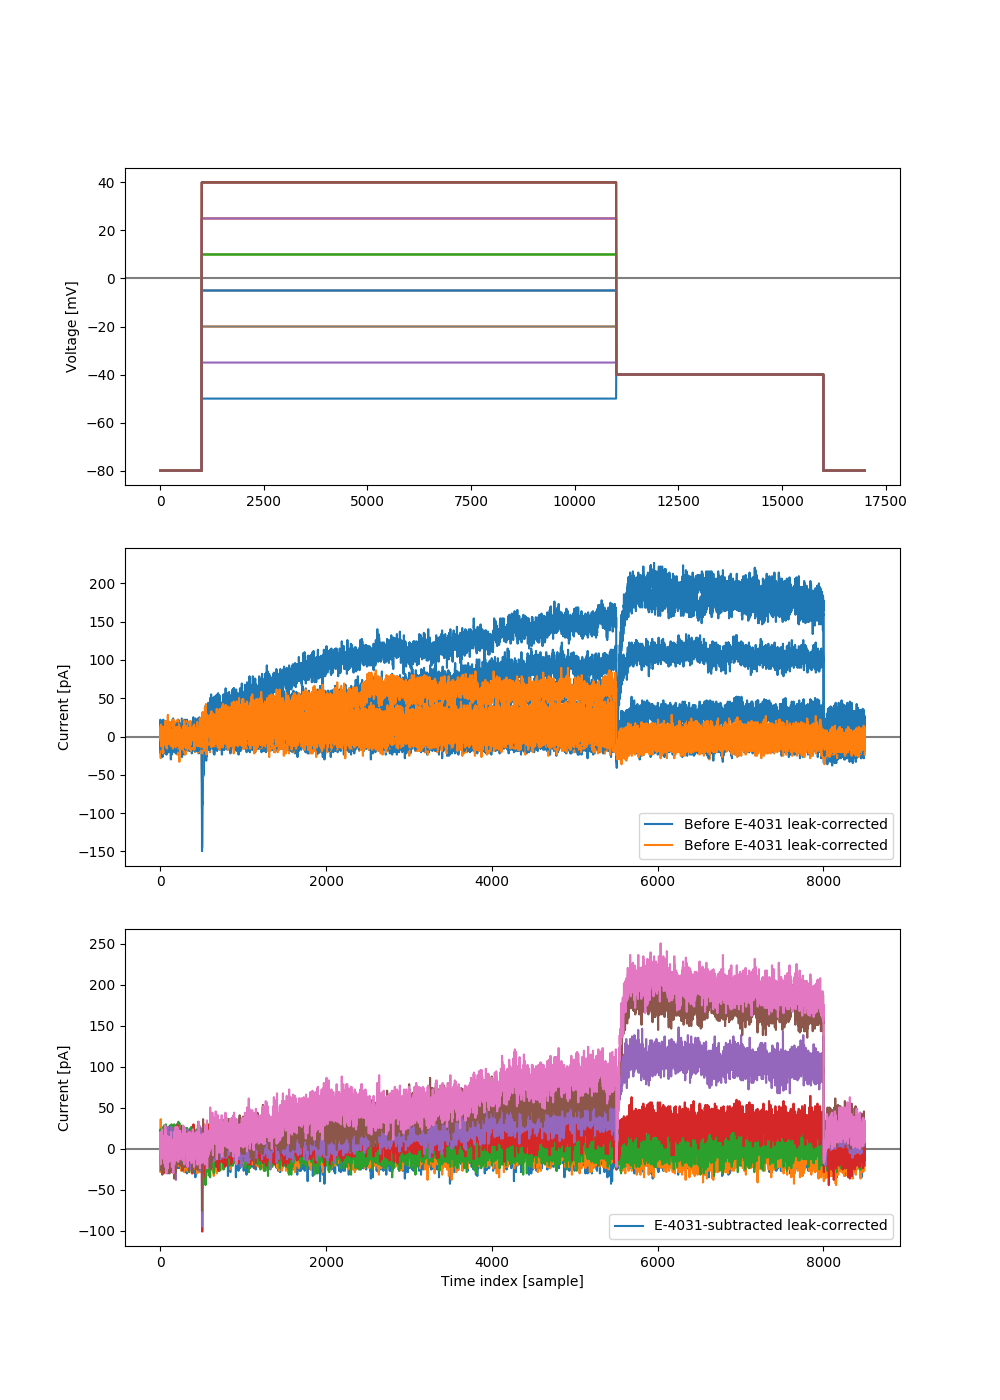 40
20
0
−20
−40
−60
−80
Voltage [mV]
0 2500 5000 7500 10000 12500 15000 17500
200
150
100
50
0
−50
−100
−150
Current [pA]
Before E-4031 leak-corrected
Before E-4031 leak-corrected
0 2000 4000 6000 8000
250
200
150
100
50
0
−50
−100
Current [pA]
E-4031-subtracted leak-corrected
0 2000 4000 6000 8000
Time index [sample]